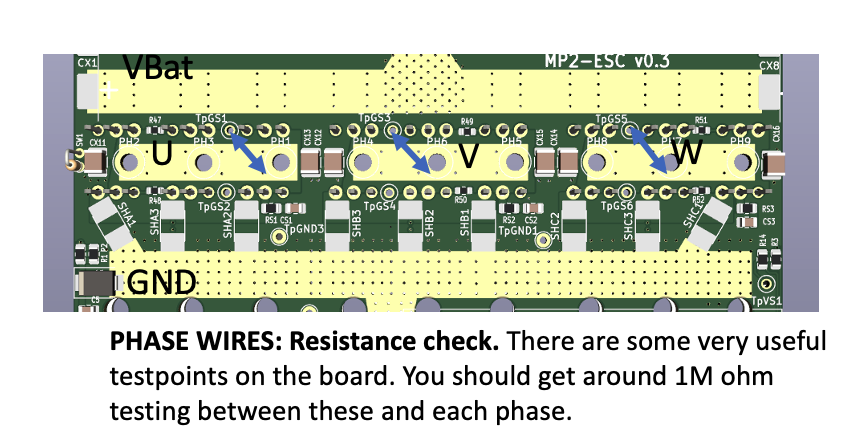 VBat
MP2-ESC v0.3
CX1
CX8
R47
TpGS1
TpGS3
R49
TpGS5
R51
SW1
CX11
PH2
U
PH3
PH1
CX13
CX12
PH4
PH6
V
PH5
CX15
CX14
PH8
W
PH9
CX16
R48
TpGS2
TpGS4
R50
TpGS6
R52
SHA1
SHA3
SHA2
RS1
CS1
TpGND3
SHB3
SHB2
SHB1
RS2
CS2
TpGND1
SHC2
SHC3
RS3
CS3
R1
P2
R14
R3
GND
C5
TpVS1
PHASE WIRES: Resistance check. There are some very useful
testpoints on the board. You should get around 1M ohm
testing between these and each phase.